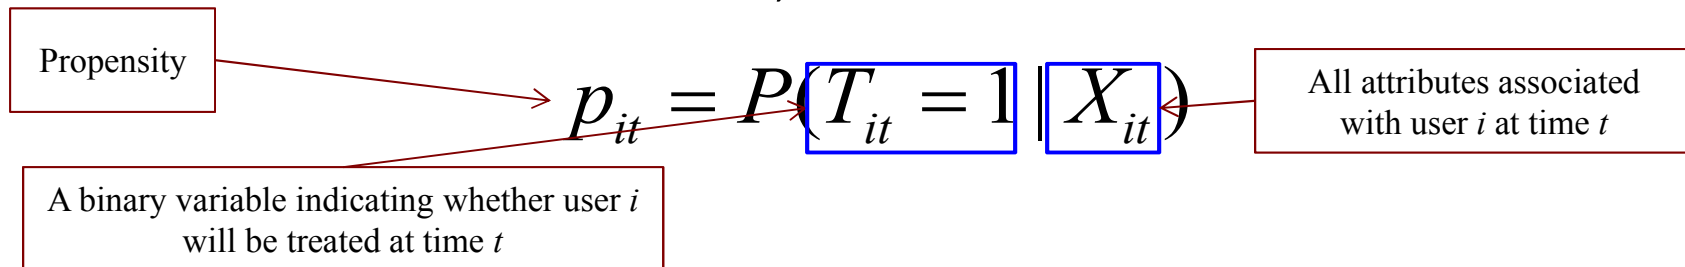 Propensity
p_it = P(T_it = 1 | X_it)
All attributes associated
with user i at time t
A binary variable indicating whether user i
will be treated at time t